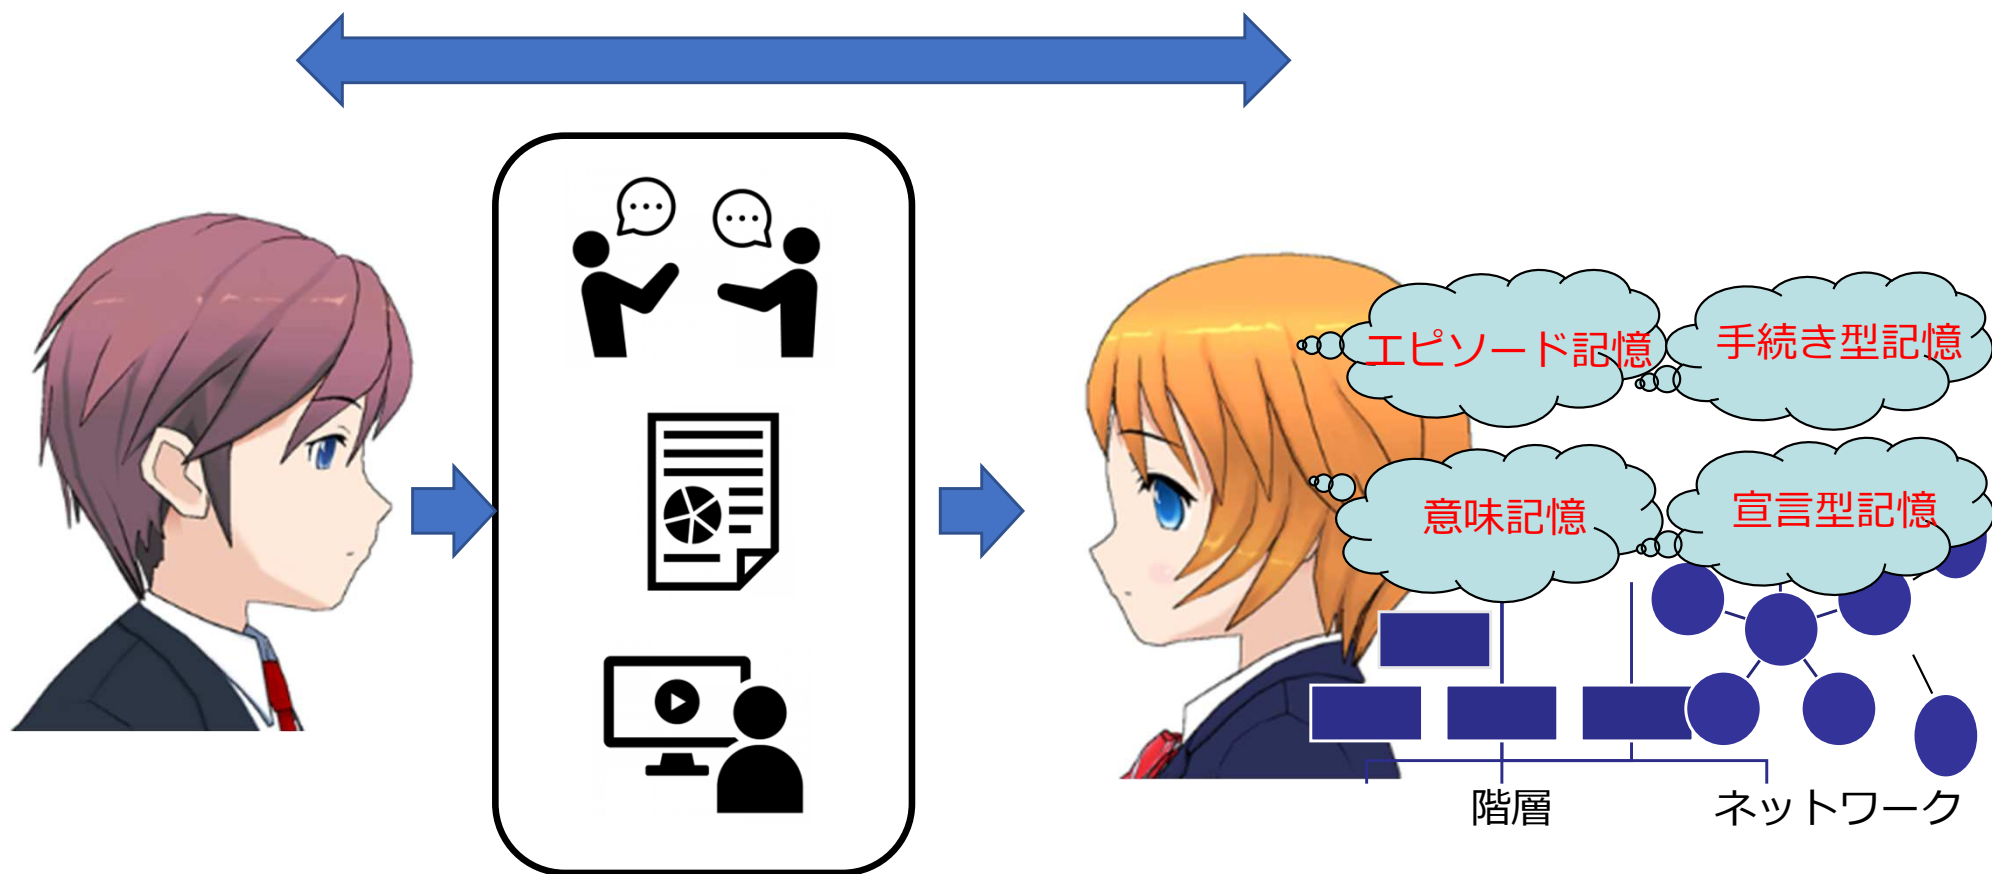 エピソード記憶
手続き型記憶
意味記憶
宣言型記憶
階層
ネットワーク